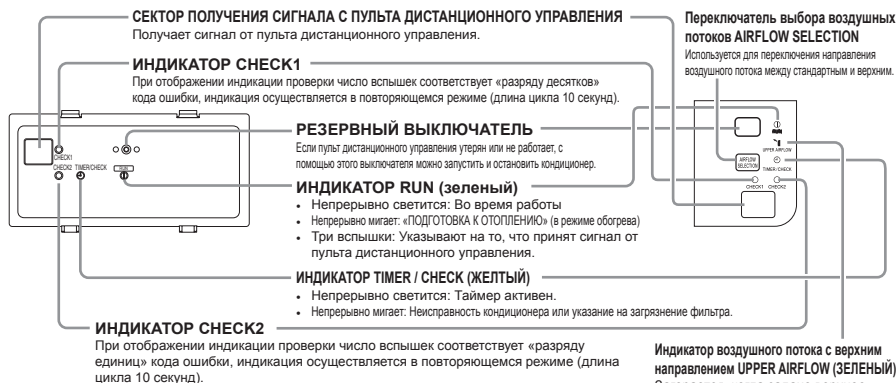 СЕКТОР ПОЛУЧЕНИЯ СИГНАЛА С ПУЛЬТА ДИСТАНЦИОННОГО УПРАВЛЕНИЯ
Получает сигнал от пульта дистанционного управления.
Переключатель выбора воздушных
потоков AIRFLOW SELECTION
Используется для переключения направления
воздушного потока между стандартным и верхним.
ИНДИКАТОР CHECK1
При отображении индикации проверки число вспышек соответствует «разряду десятков»
кода ошибки, индикация осуществляется в повторяющемся режиме (длина цикла 10 секунд).
РЕЗЕРВНЫЙ ВЫКЛЮЧАТЕЛЬ
Если пульт дистанционного управления утерян или не работает, с
помощью этого выключателя можно запустить и остановить кондиционер.
ИНДИКАТОР RUN (зеленый)
• Непрерывно светится: Во время работы
• Непрерывно мигает: «ПОДГОТОВКА К ОТОПЛЕНИЮ» (в режиме обогрева)
• Три вспышки: Указывают на то, что принят сигнал от
пульта дистанционного управления.
ИНДИКАТОР TIMER / CHECK (ЖЕЛТЫЙ)
• Непрерывно светится: Таймер активен.
• Непрерывно мигает: Неисправность кондиционера или указание на загрязнение фильтра.
ИНДИКАТОР CHECK2
При отображении индикации проверки число вспышек соответствует «разряду
единиц» кода ошибки, индикация осуществляется в повторяющемся режиме (длина
цикла 10 секунд).
CHECK1
CHECK2 TIMER/CHECK RUN
UPPER AIRFLOW
AIRFLOW
SELECTION
TIMER/CHECK
CHECK1 CHECK2
Индикатор воздушного потока с верхним
направлением UPPER AIRFLOW (ЗЕЛЕНЫЙ)